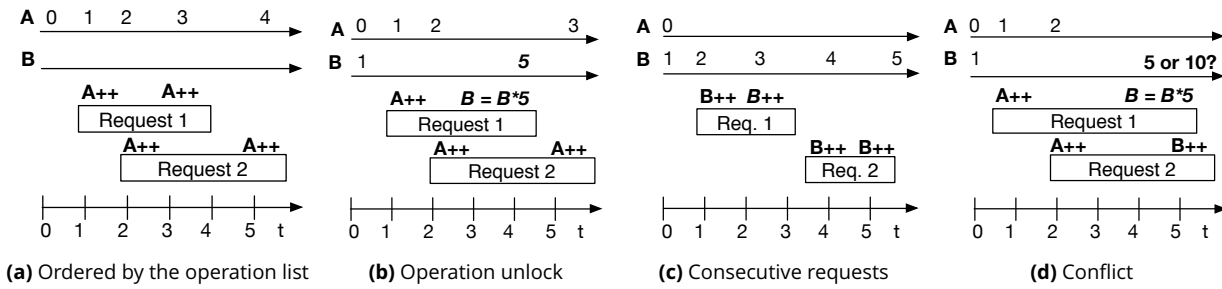 A 0 1 2 3 4
B
A++ A++
Request 1
A++ A++
Request 2
0 1 2 3 4 5 t
(a) Ordered by the operation list
A 0 1 2 3
B 1 5
A++ B = B*5
Request 1
A++ A++
Request 2
0 1 2 3 4 5 t
(b) Operation unlock
A 0
B 1 2 3 4 5
B++ B++
Req. 1
B++ B++
Req. 2
0 1 2 3 4 5 t
(c) Consecutive requests
A 0 1 2
B 1 5 or 10?
A++ B = B*5
Request 1
A++ B++
Request 2
0 1 2 3 4 5 t
(d) Conflict